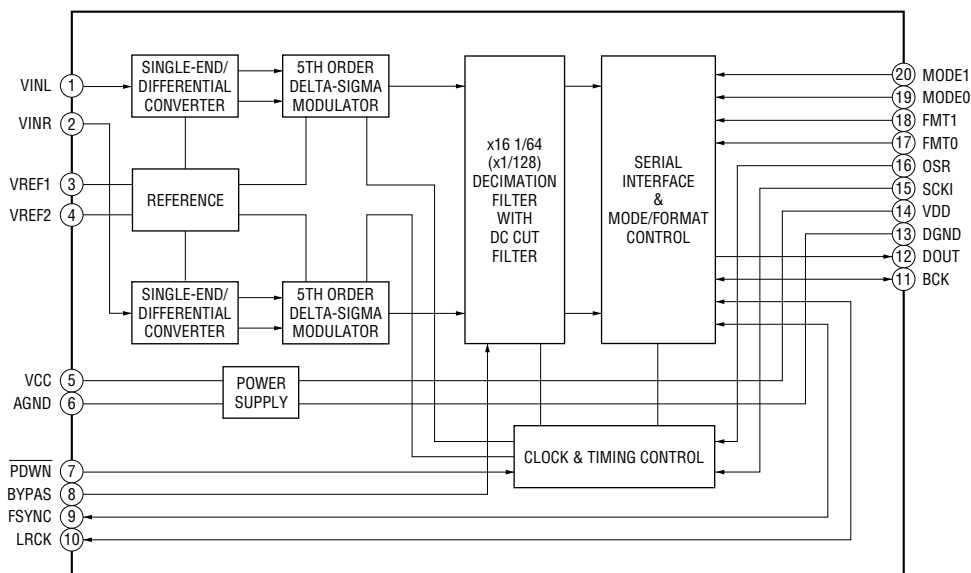 VINL 1
VINR 2
VREF1 3
VREF2 4
VCC 5
AGND 6
PDWN 7
BYPAS 8
FSYNC 9
LRCK 10
SINGLE-END/
DIFFERENTIAL
CONVERTER
5TH ORDER
DELTA-SIGMA
MODULATOR
REFERENCE
SINGLE-END/
DIFFERENTIAL
CONVERTER
5TH ORDER
DELTA-SIGMA
MODULATOR
POWER
SUPPLY
x16 1/64
(x1/128)
DECIMATION
FILTER
WITH
DC CUT
FILTER
SERIAL
INTERFACE
&
MODE/FORMAT
CONTROL
CLOCK & TIMING CONTROL
20 MODE1
19 MODE0
18 FMT1
17 FMT0
16 OSR
15 SCKI
14 VDD
13 DGND
12 DOUT
11 BCK